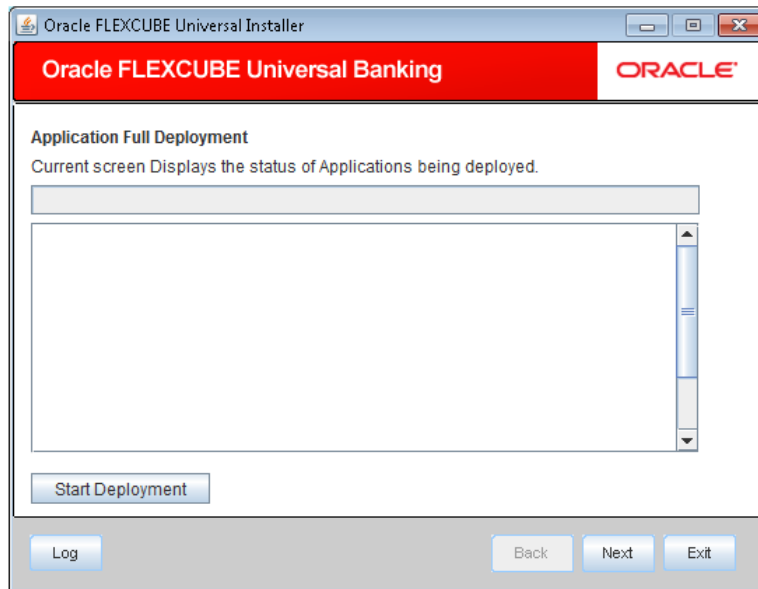 Oracle FLEXCUBE Universal Installer
Oracle FLEXCUBE Universal Banking
ORACLE
Application Full Deployment
Current screen Displays the status of Applications being deployed.
Start Deployment
Log
Back
Next
Exit